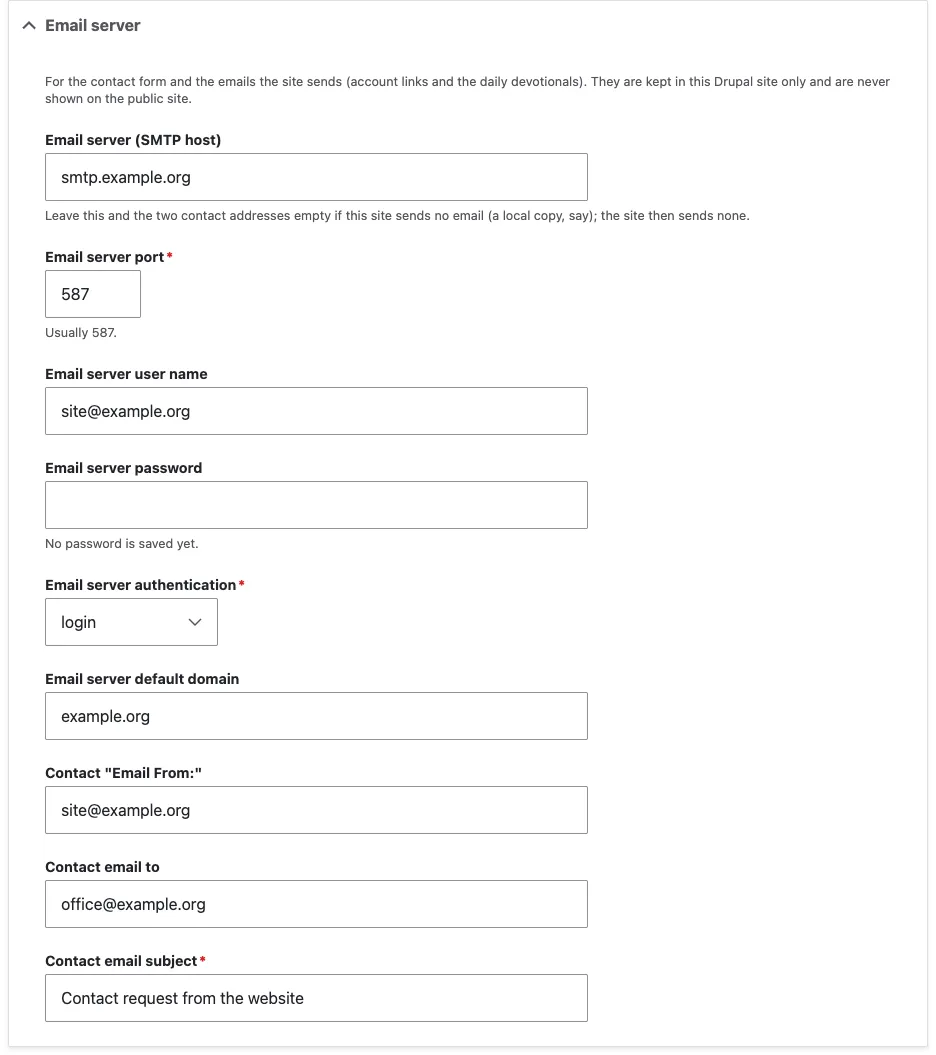 Email server
For the contact form and the emails the site sends (account links and the daily devotionals). They are kept in this Drupal site only and are never
shown on the public site.
Email server (SMTP host)
smtp.example.org
Leave this and the two contact addresses empty if this site sends no email (a local copy, say); the site then sends none.
Email server port*
587
Usually 587.
Email server user name
site@example.org
Email server password
No password is saved yet.
Email server authentication*
login
Email server default domain
example.org
Contact "Email From:"
site@example.org
Contact email to
office@example.org
Contact email subject*
Contact request from the website